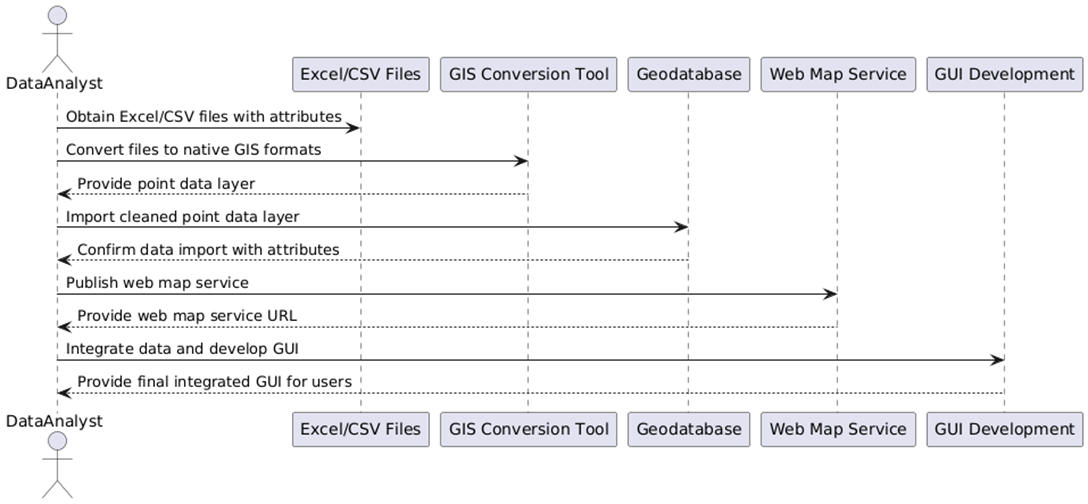 DataAnalyst
Excel/CSV Files
GIS Conversion Tool
Geodatabase
Web Map Service
GUI Development
Obtain Excel/CSV files with attributes
Convert files to native GIS formats
Provide point data layer
Import cleaned point data layer
Confirm data import with attributes
Publish web map service
Provide web map service URL
Integrate data and develop GUI
Provide final integrated GUI for users
DataAnalyst
Excel/CSV Files
GIS Conversion Tool
Geodatabase
Web Map Service
GUI Development